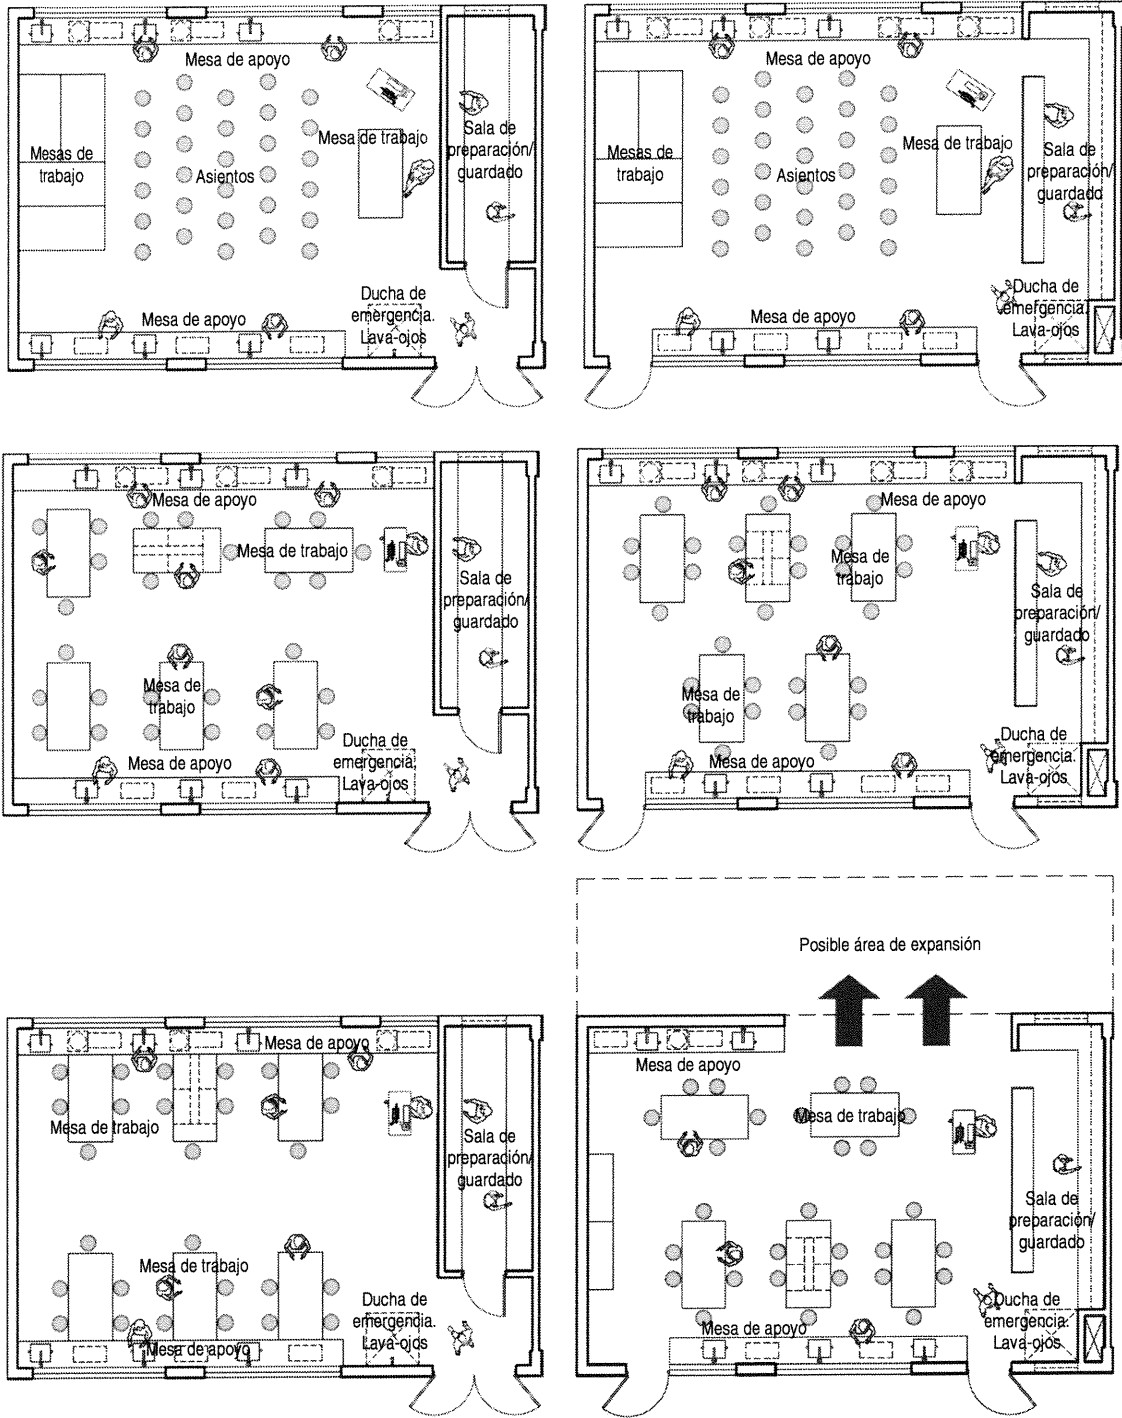 Mesa de apoyo
Mesas de
trabajo
Asientos
Mesa de trabajo
Sala de
preparación/
guardado
Mesa de apoyo
Ducha de
emergencia.
Lava-ojos
Mesa de apoyo
Mesas de
trabajo
Asientos
Mesa de trabajo
Sala de
preparación/
guardado
Mesa de apoyo
Ducha de
emergencia.
Lava-ojos
Mesa de apoyo
Mesa de trabajo
Sala de
preparación/
guardado
Mesa de
trabajo
Mesa de apoyo
Ducha de
emergencia.
Lava-ojos
Mesa de apoyo
Mesa de
trabajo
Sala de
preparación/
guardado
Mesa de
trabajo
Mesa de apoyo
Ducha de
emergencia.
Lava-ojos
Mesa de apoyo
Mesa de trabajo
Sala de
preparación/
guardado
Mesa de trabajo
Mesa de apoyo
Ducha de
emergencia.
Lava-ojos
Posible área de expansión
Mesa de apoyo
Mesa de trabajo
Sala de
preparación/
guardado
Mesa de apoyo
Ducha de
emergencia.
Lava-ojos